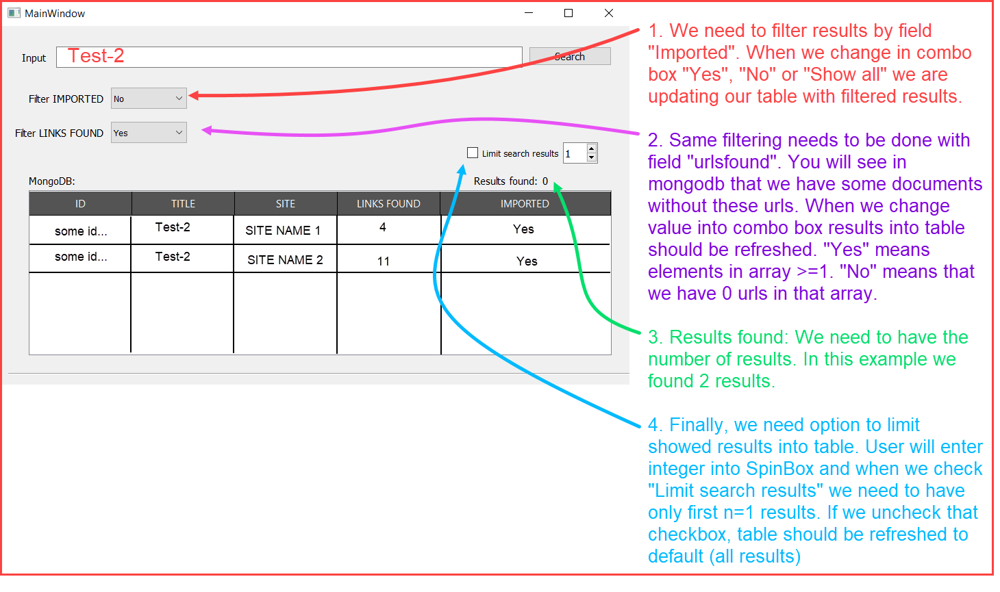 MainWindow
Input Test-2 Search
Filter IMPORTED No
Filter LINKS FOUND Yes
Limit search results 1
MongoDB: Results found: 0
ID TITLE SITE LINKS FOUND IMPORTED
some id... Test-2 SITE NAME 1 4 Yes
some id... Test-2 SITE NAME 2 11 Yes
1. We need to filter results by field
"Imported". When we change in combo
box "Yes", "No" or "Show all" we are
updating our table with filtered results.
2. Same filtering needs to be done with
field "urlsfound". You will see in
mongodb that we have some documents
without these urls. When we change
value into combo box results into table
should be refreshed. "Yes" means
elements in array >=1. "No" means that
we have 0 urls in that array.
3. Results found: We need to have the
number of results. In this example we
found 2 results.
4. Finally, we need option to limit
showed results into table. User will enter
integer into SpinBox and when we check
"Limit search results" we need to have
only first n=1 results. If we uncheck that
checkbox, table should be refreshed to
default (all results)